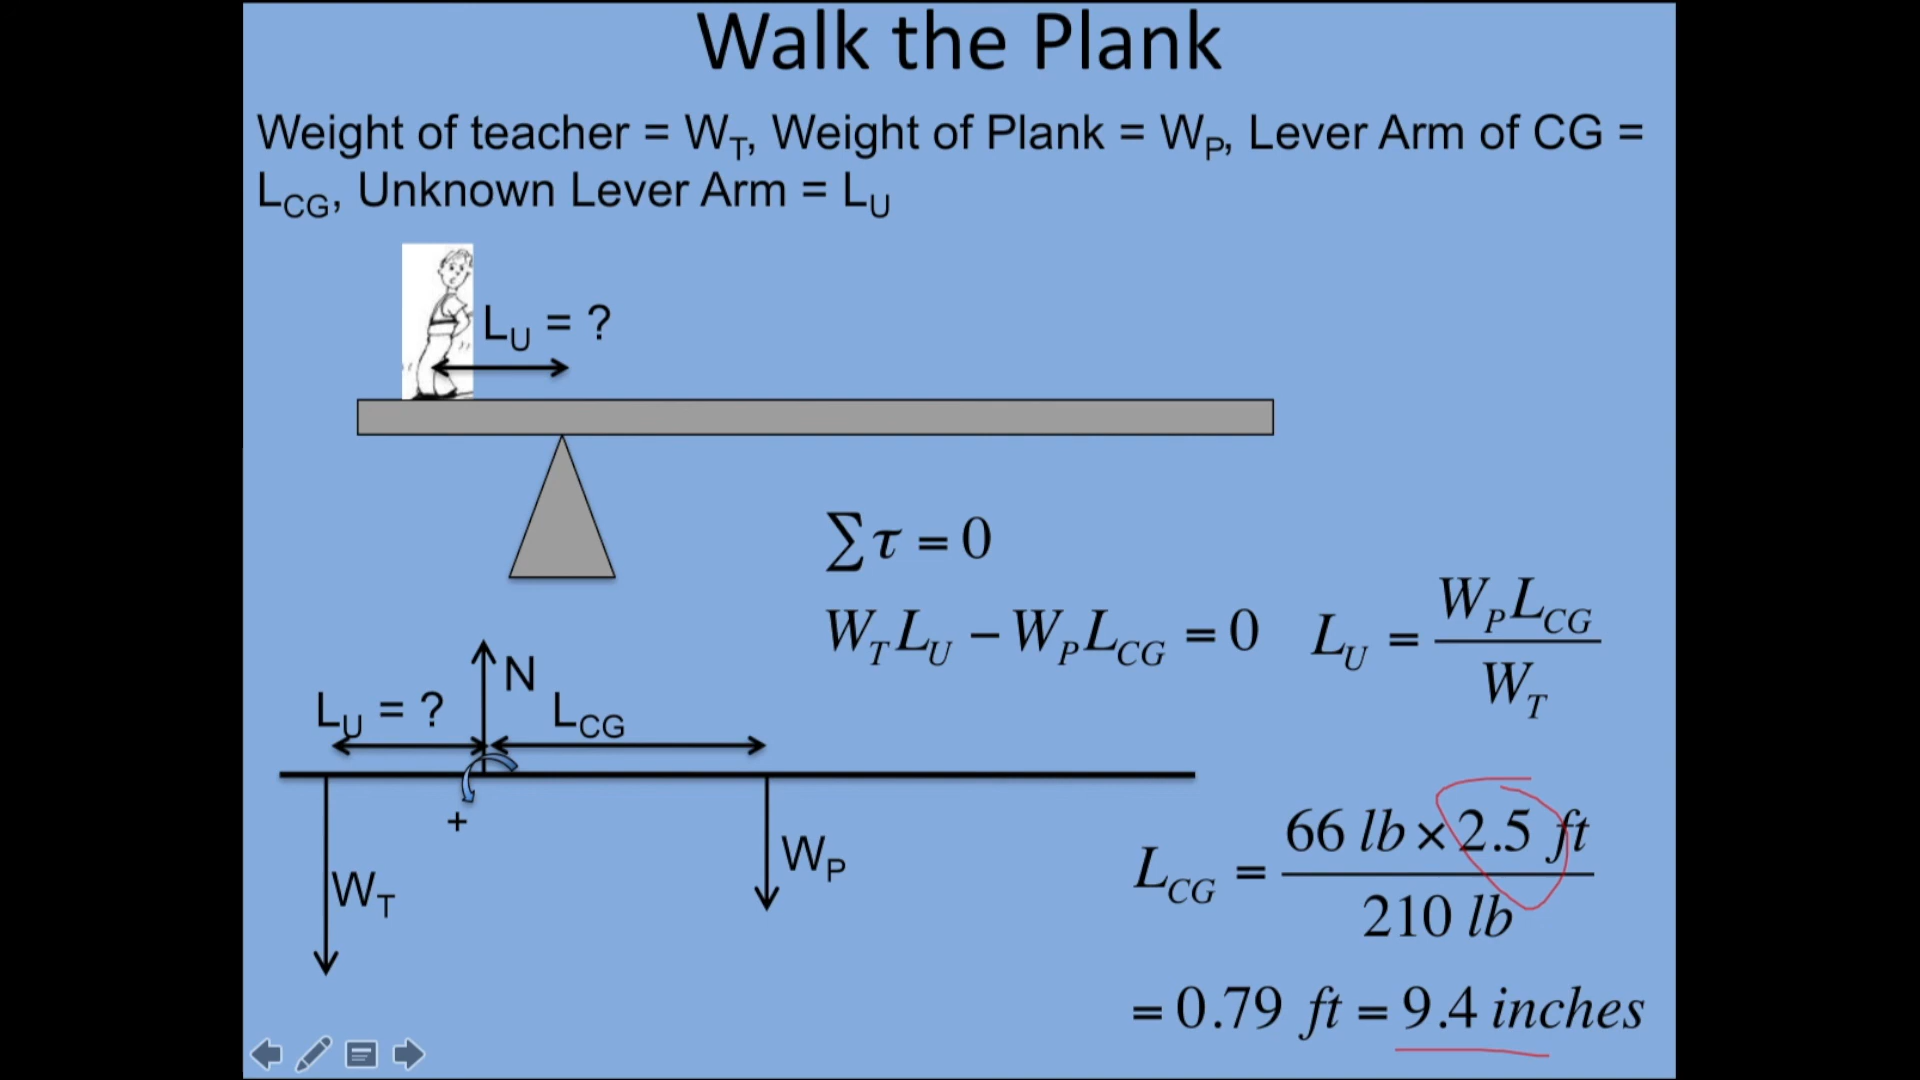 Walk the Plank
Weight of teacher = W_T, Weight of Plank = W_P, Lever Arm of CG =
L_CG, Unknown Lever Arm = L_U
L_U = ?
∑τ = 0
W_T L_U − W_P L_CG = 0
L_U = W_P L_CG / W_T
N
L_U = ?
L_CG
+
W_T
W_P
L_CG = 66 lb × 2.5 ft / 210 lb
= 0.79 ft = 9.4 inches